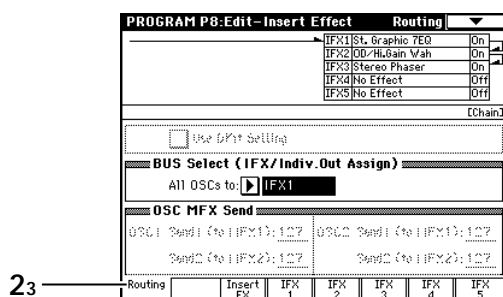 PROGRAM P8:Edit-Insert Effect Routing
IFX1 St. Graphic 7EQ On
IFX2 OD/Hi.Gain Wah On
IFX3 Stereo Phaser On
IFX4 No Effect Off
IFX5 No Effect Off
[Chain]
Use DKit Setting
BUS Select (IFX/Indiv.Out Assign)
All OSCs to: IFX1
OSC MFX Send
OSC1 Send1 (to MFX1): 127 OSC2 Send1 (to MFX1): 127
Send2 (to MFX2): 127 Send2 (to MFX2): 127
23
Routing Insert FX IFX 1 IFX 2 IFX 3 IFX 4 IFX 5